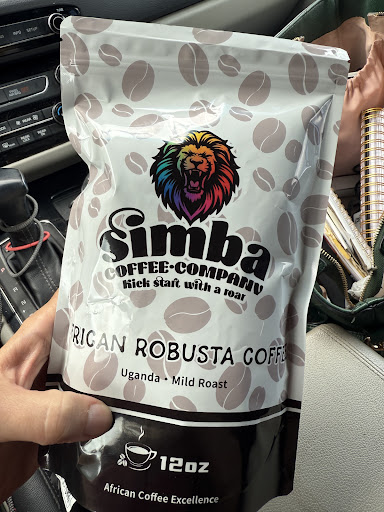 Simba
COFFEE•COMPANY
Kick start with a roar
RICAN ROBUSTA COFFE
Uganda • Mild Roast
12oz
African Coffee Excellence